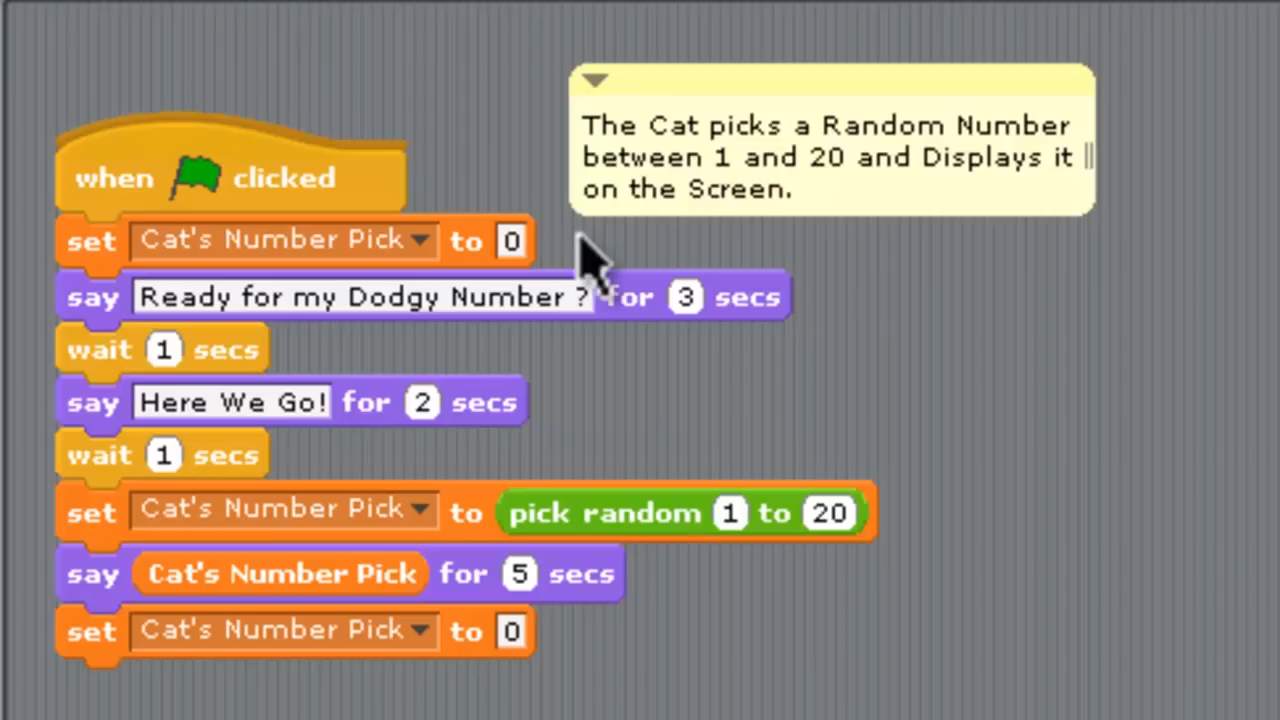 The Cat picks a Random Number
between 1 and 20 and Displays it
on the Screen.
when clicked
set Cat's Number Pick to 0
say Ready for my Dodgy Number ? for 3 secs
wait 1 secs
say Here We Go! for 2 secs
wait 1 secs
set Cat's Number Pick to pick random 1 to 20
say Cat's Number Pick for 5 secs
set Cat's Number Pick to 0